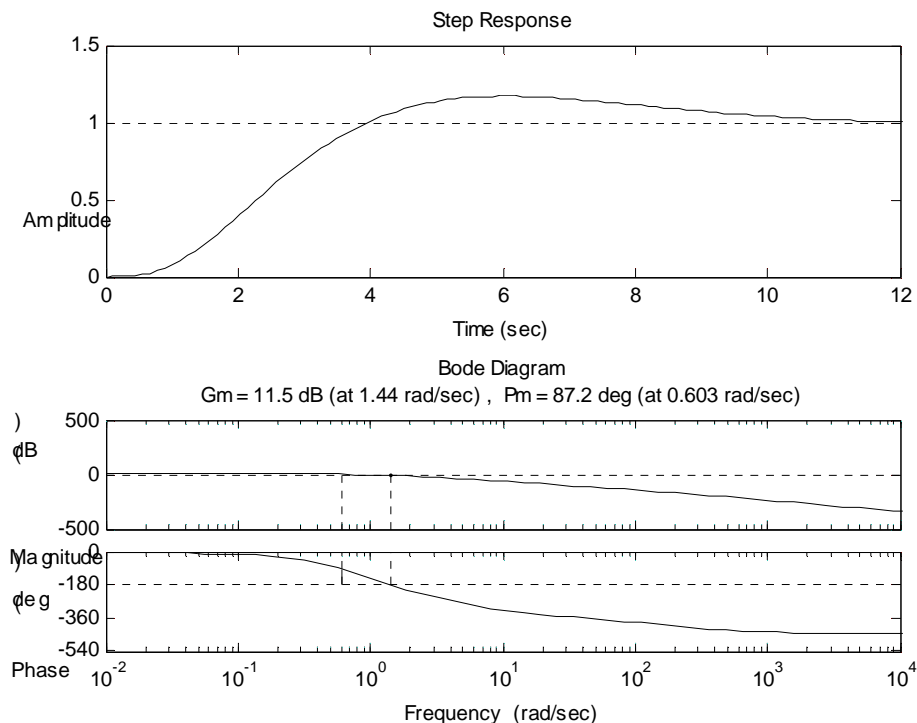 Step Response
1.5
1
0.5
0
Amplitude
0 2 4 6 8 10 12
Time (sec)
Bode Diagram
Gm = 11.5 dB (at 1.44 rad/sec) , Pm = 87.2 deg (at 0.603 rad/sec)
500
0
-500
)
dB
(
Magnitude
0
-180
-360
-540
)
deg
(
Phase
10^-2 10^-1 10^0 10^1 10^2 10^3 10^4
Frequency (rad/sec)